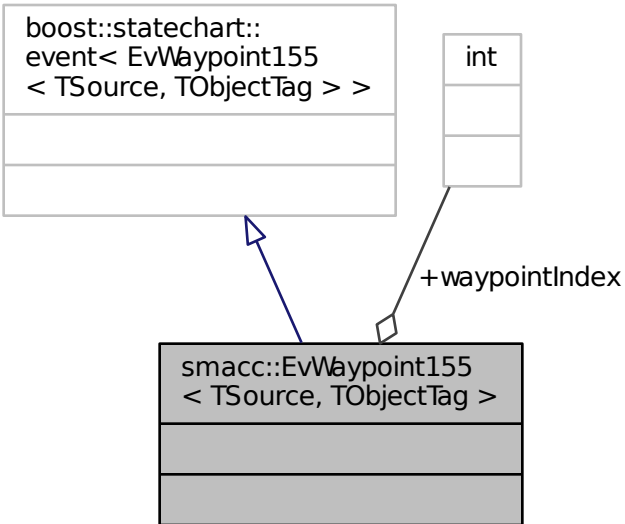 boost::statechart::
event< EvWaypoint155
< TSource, TObjectTag > >
int
+waypointIndex
smacc::EvWaypoint155
< TSource, TObjectTag >